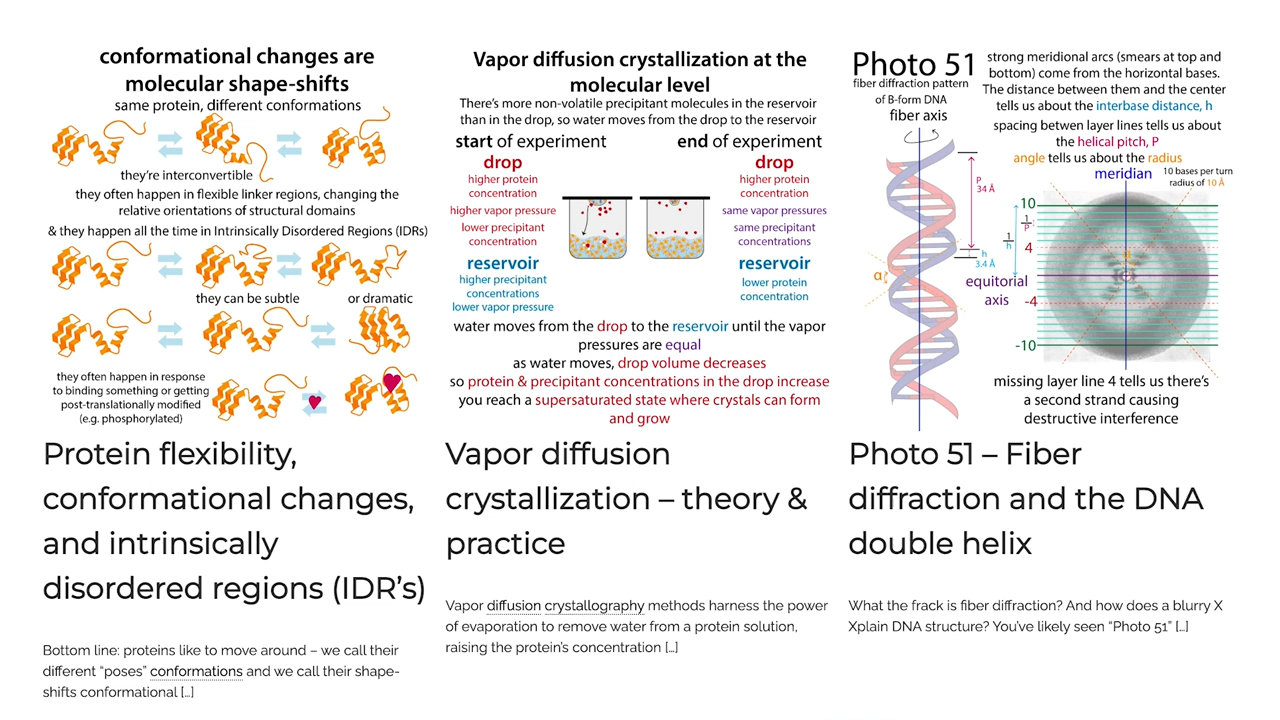 conformational changes are
molecular shape-shifts
same protein, different conformations
they're interconvertible
they often happen in flexible linker regions, changing the
relative orientations of structural domains
& they happen all the time in Intrinsically Disordered Regions (IDRs)
they can be subtle
or dramatic
they often happen in response
to binding something or getting
post-translationally modified
(e.g. phosphorylated)
Protein flexibility,
conformational changes,
and intrinsically
disordered regions (IDR's)
Bottom line: proteins like to move around – we call their
different “poses” conformations and we call their shape-
shifts conformational […]
Vapor diffusion crystallization at the
molecular level
There's more non-volatile precipitant molecules in the reservoir
than in the drop, so water moves from the drop to the reservoir
start of experiment
drop
higher protein
concentration
higher vapor pressure
lower precipitant
concentration
reservoir
higher precipitant
concentrations
lower vapor pressure
end of experiment
drop
higher protein
concentration
same vapor pressures
same precipitant
concentrations
reservoir
lower protein
concentration
water moves from the drop to the reservoir until the vapor
pressures are equal
as water moves, drop volume decreases
so protein & precipitant concentrations in the drop increase
you reach a supersaturated state where crystals can form
and grow
Vapor diffusion
crystallization – theory &
practice
Vapor diffusion crystallography methods harness the power
of evaporation to remove water from a protein solution,
raising the protein's concentration […]
Photo 51
fiber diffraction pattern
of B-form DNA
fiber axis
strong meridional arcs (smears at top and
bottom) come from the horizontal bases.
The distance between them and the center
tells us about the interbase distance, h
spacing betwen layer lines tells us about
the helical pitch, P
angle tells us about the radius
meridian
10 bases per turn
radius of 10 Å
P
34 Å
h
3.4 Å
α
1
h
1
P
10
4
-4
-10
α
equitorial
axis
missing layer line 4 tells us there's
a second strand causing
destructive interference
Photo 51 – Fiber
diffraction and the DNA
double helix
What the frack is fiber diffraction? And how does a blurry X
Xplain DNA structure? You've likely seen “Photo 51” […]